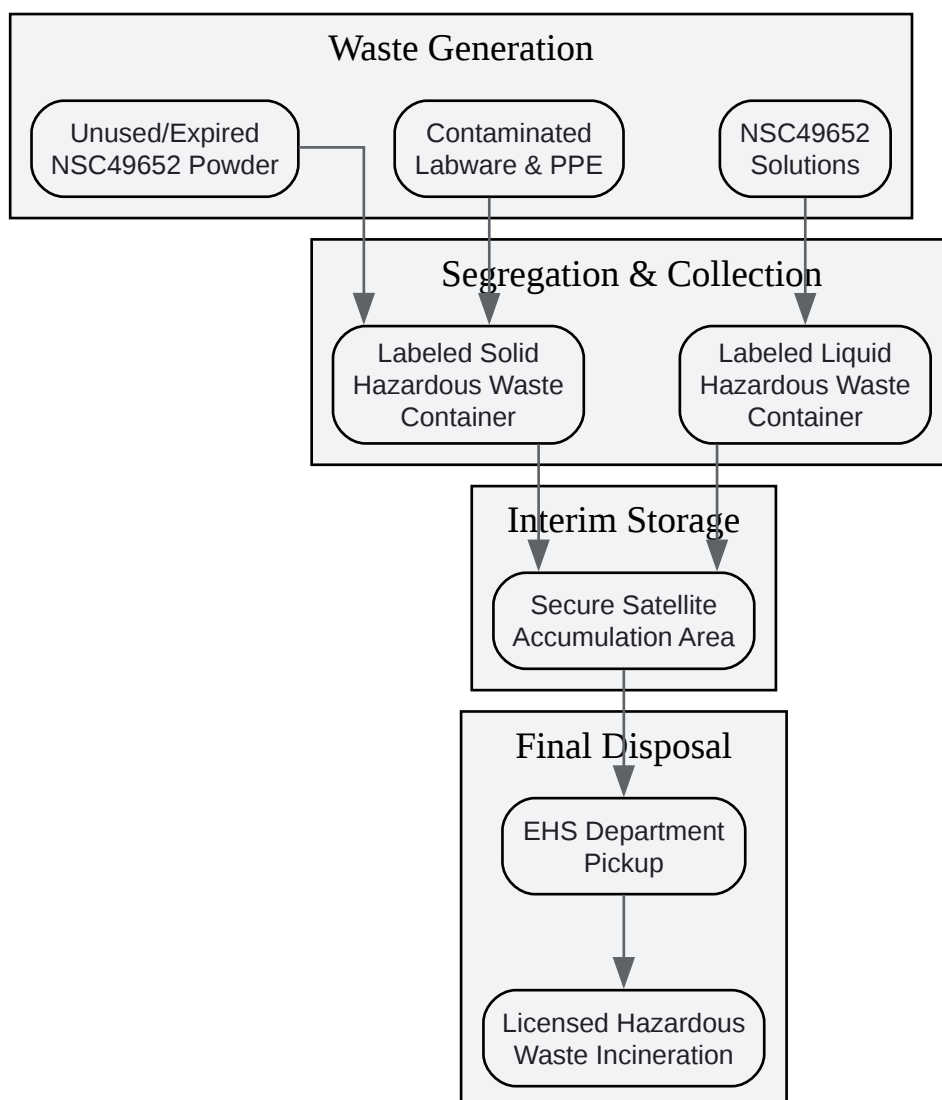 Waste Generation
Unused/Expired
NSC49652 Powder
Contaminated
Labware & PPE
NSC49652
Solutions
Segregation & Collection
Labeled Solid
Hazardous Waste
Container
Labeled Liquid
Hazardous Waste
Container
Interim Storage
Secure Satellite
Accumulation Area
Final Disposal
EHS Department
Pickup
Licensed Hazardous
Waste Incineration